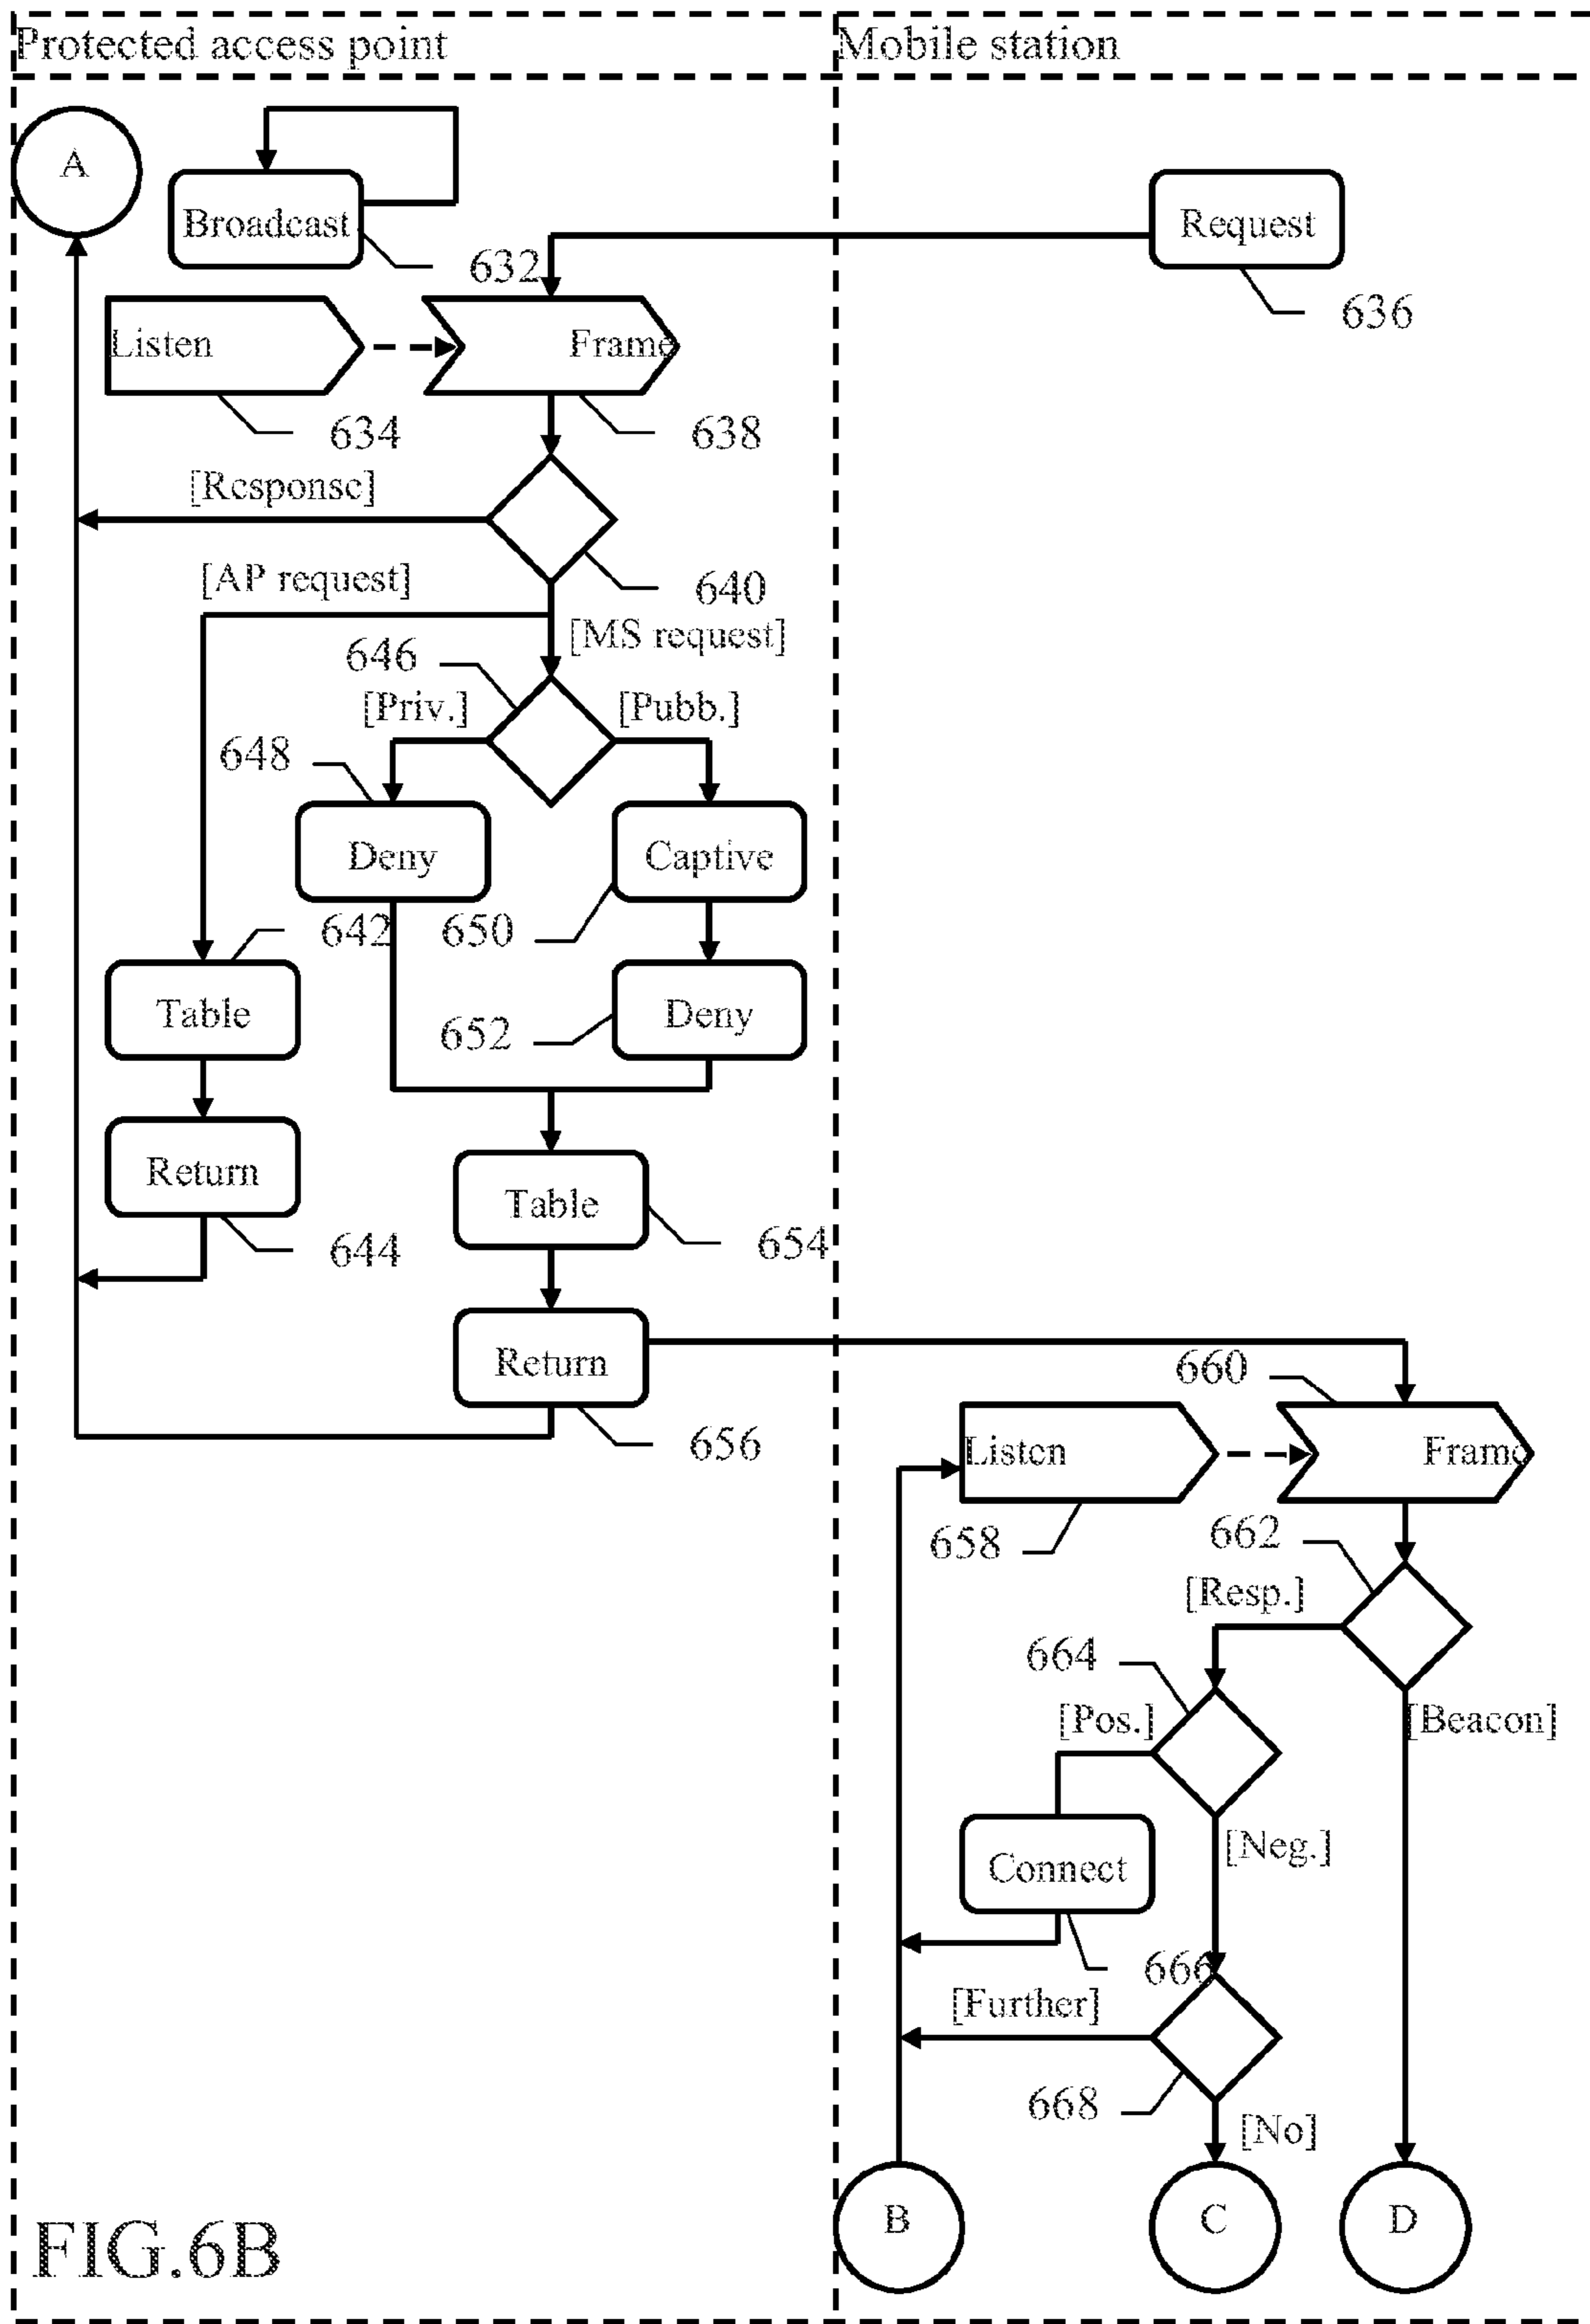 Protected access point
Mobile station
A
Broadcast
Request
632
636
Listen
Frame
634
638
[Response]
[AP request]
640
[MS request]
646
[Priv.]
[Pubb.]
648
Deny
Captive
642
650
Table
Deny
652
Return
Table
644
654
Return
660
656
Listen
Frame
658
662
[Resp.]
664
[Pos.]
[Beacon]
Connect
[Neg.]
666
[Further]
668
[No]
B
C
D
FIG.6B